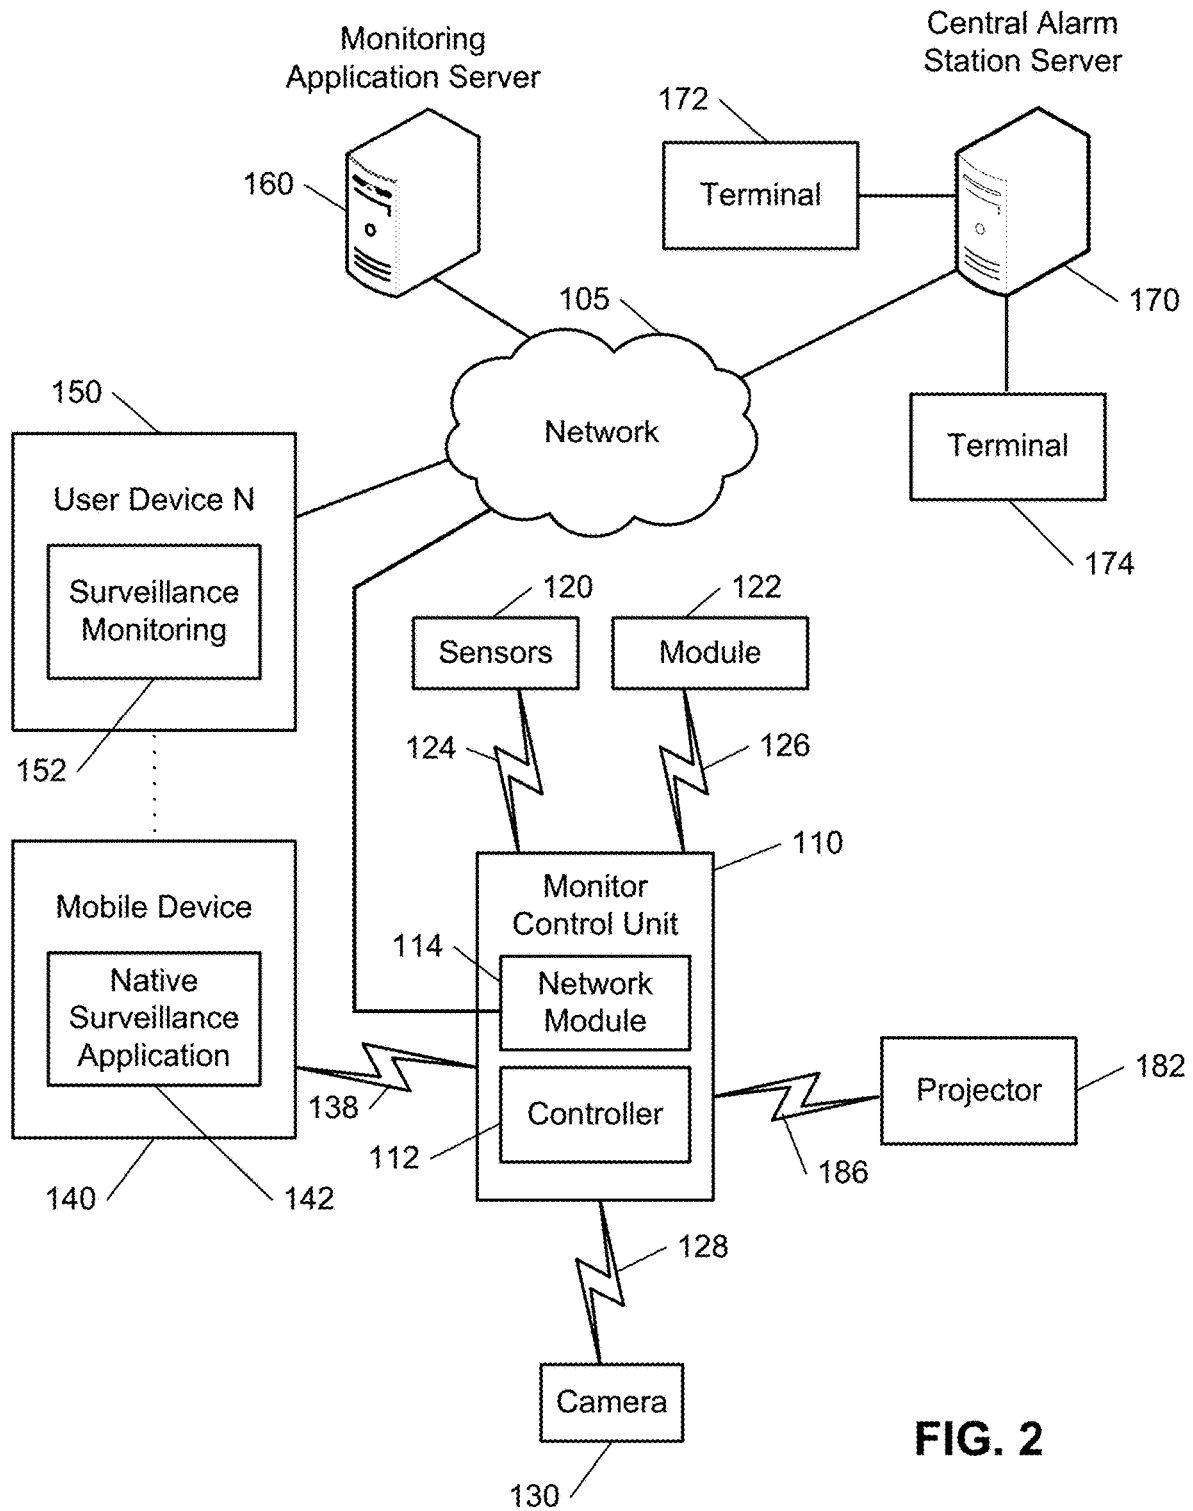 Monitoring
Application Server
Central Alarm
Station Server
172
Terminal
160
170
105
Network
Terminal
174
150
User Device N
Surveillance
Monitoring
152
120
Sensors
122
Module
124
126
110
Monitor
Control Unit
114
Network
Module
Controller
112
Mobile Device
Native
Surveillance
Application
138
140
142
Projector
182
186
128
Camera
130
FIG. 2